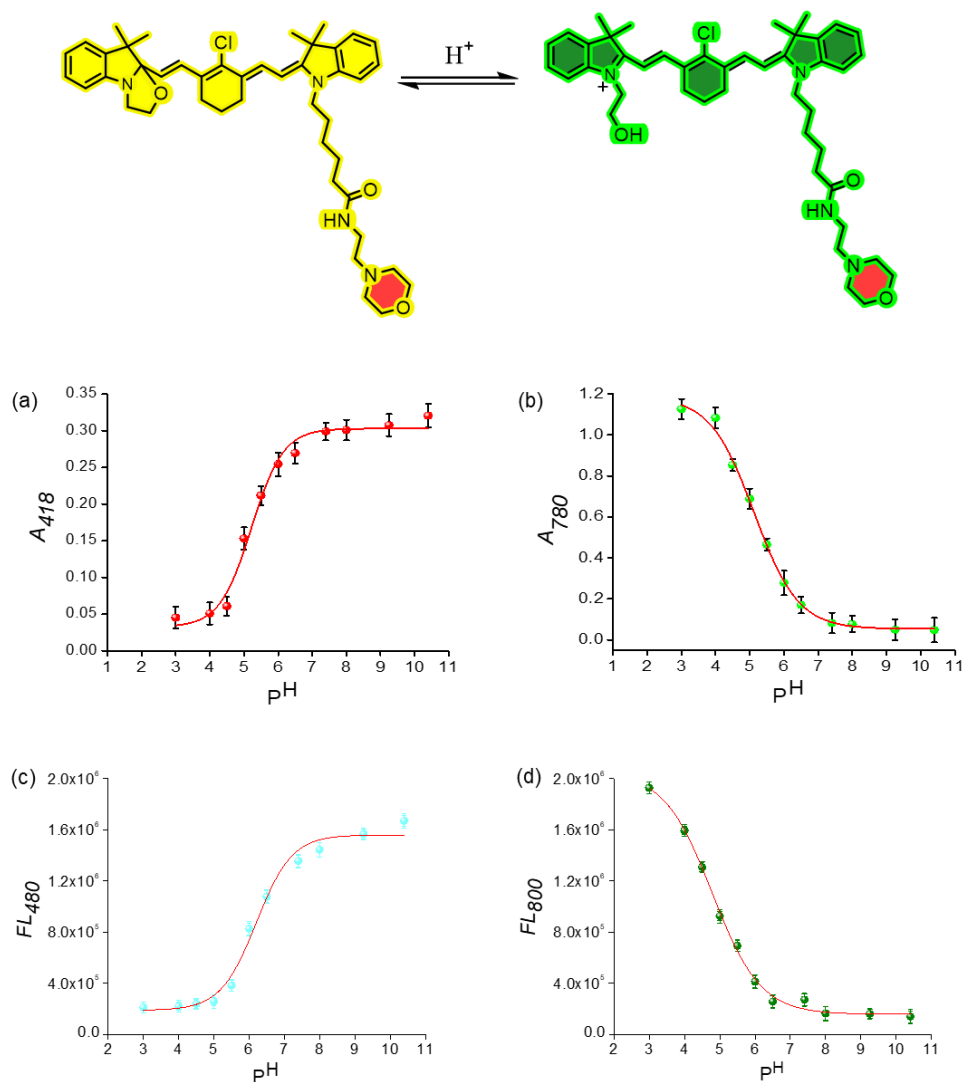 Cl
H+
Cl
N
O
N
N
+
N
OH
O
HN
O
HN
N
O
N
O
(a)
0.35
0.30
0.25
0.20
0.15
0.10
0.05
0.00
A418
1 2 3 4 5 6 7 8 9 10 11
PH
(b)
1.2
1.0
0.8
0.6
0.4
0.2
0.0
A780
1 2 3 4 5 6 7 8 9 10 11
PH
(c)
2.0x10⁶
1.6x10⁶
1.2x10⁶
8.0x10⁵
4.0x10⁵
0.0
FL480
2 3 4 5 6 7 8 9 10 11
PH
(d)
2.0x10⁶
1.6x10⁶
1.2x10⁶
8.0x10⁵
4.0x10⁵
0.0
FL800
2 3 4 5 6 7 8 9 10 11
PH